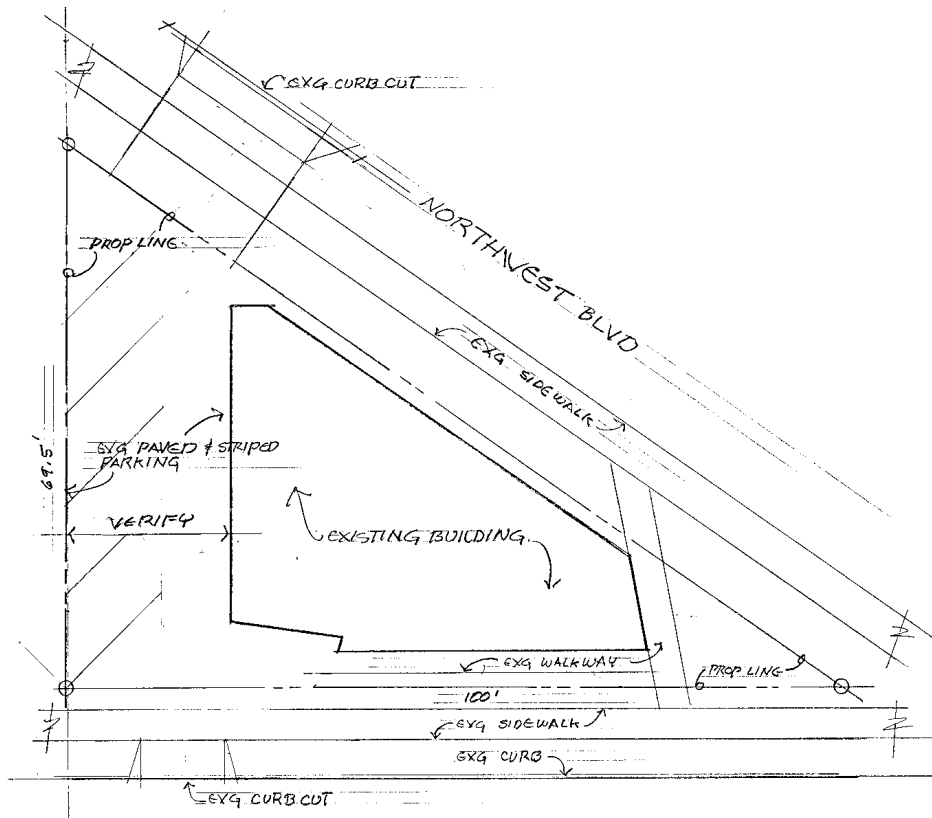 EXG CURB CUT
NORTHWEST BLVD
PROP LINE
EXG SIDEWALK
EXG PAVED & STRIPED
PARKING
69.5'
VERIFY
EXISTING BUILDING
EXG WALKWAY
PROP LINE
100'
EXG SIDEWALK
EXG CURB
EXG CURB CUT